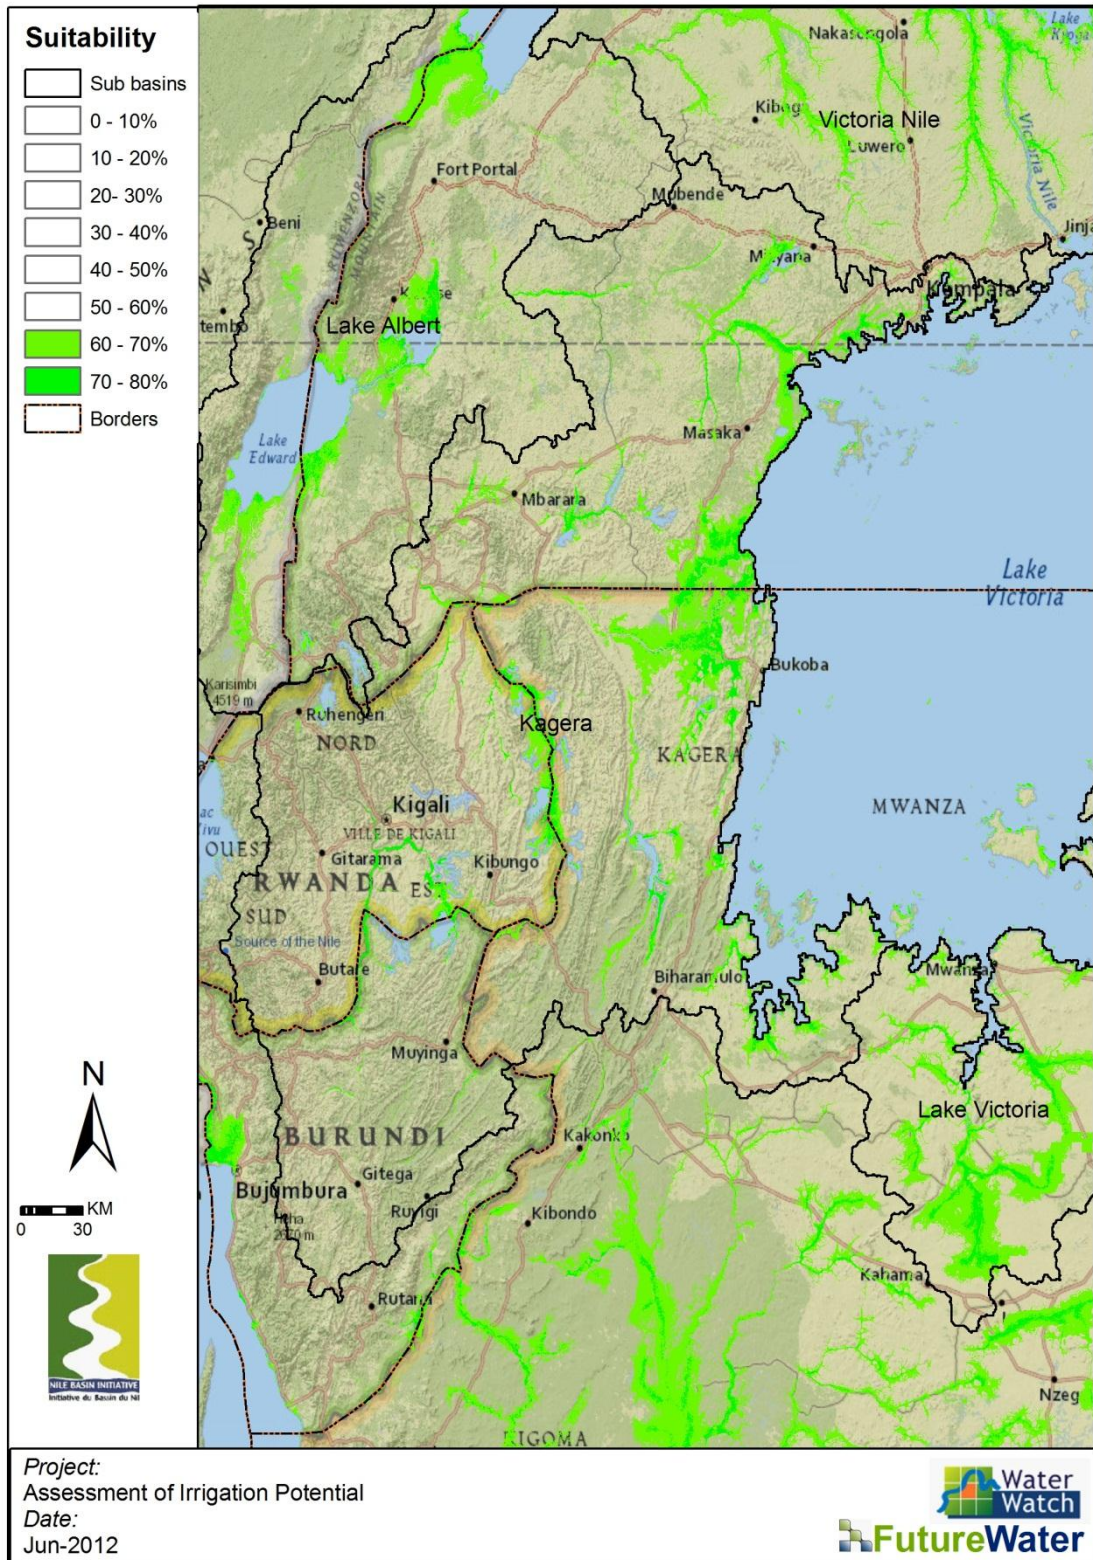 Suitability
Sub basins
0 - 10%
10 - 20%
20- 30%
30 - 40%
40 - 50%
50 - 60%
60 - 70%
70 - 80%
Borders
Lake
Nakasongola
Victoria Nile
Luwero
Victoria Nile
Fort Portal
Mubende
Beni
Jinja
Kampala
Lake Albert
Lake
Edward
Masaka
Mbarara
Lake
Victoria
Bukoba
Karisimbi
4519 m
Ruhengeri
NORD
Kagera
KAGERA
Kigali
VILLE DE KIGALI
MWANZA
OUEST
Gitarama
Kibungo
RWANDA
EST
SUD
Source of the Nile
Butare
Mwanza
Biharamulo
Muyinga
N
Lake Victoria
BURUNDI
Kakonko
Gitega
Bujumbura
Ruyigi
KM
0 30
Kibondo
Kahama
Rutana
Nzeg
KIGOMA
NILE BASIN INITIATIVE
Initiative du Bassin du Nil
Project:
Assessment of Irrigation Potential
Date:
Jun-2012
Water
Watch
FutureWater